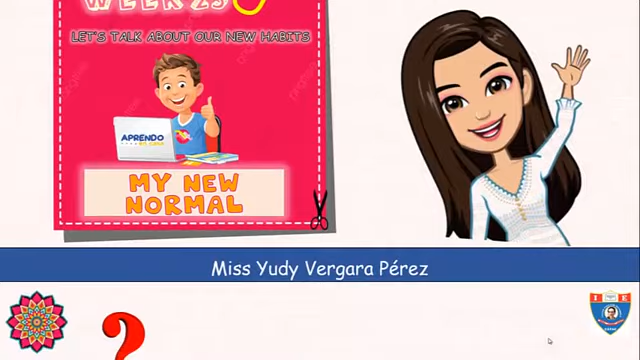 WEEK 25
LET'S TALK ABOUT OUR NEW HABITS
APRENDO
MY NEW
NORMAL
Miss Yudy Vergara Pérez
?
I E